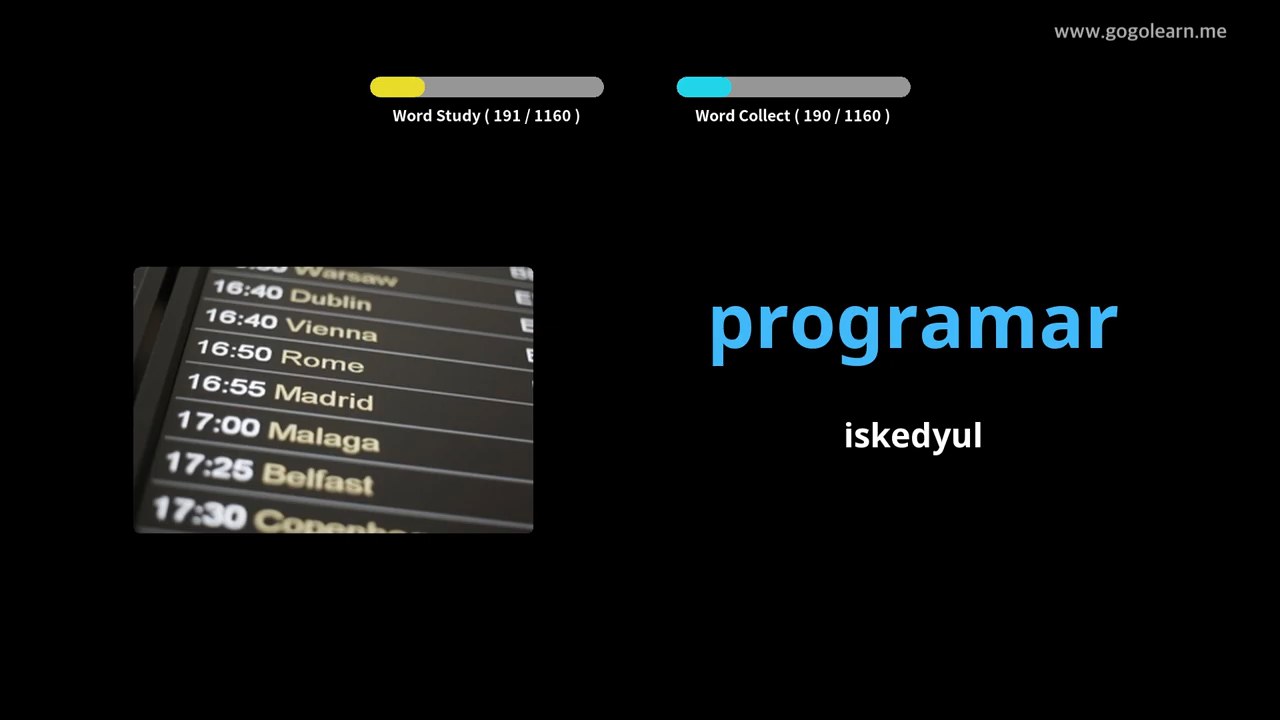 www.gogolearn.me
Word Study ( 191 / 1160 )
Word Collect ( 190 / 1160 )
Warsaw
16:40 Dublin
16:40 Vienna
16:50 Rome
16:55 Madrid
17:00 Malaga
17:25 Belfast
17:30
programar
iskedyul